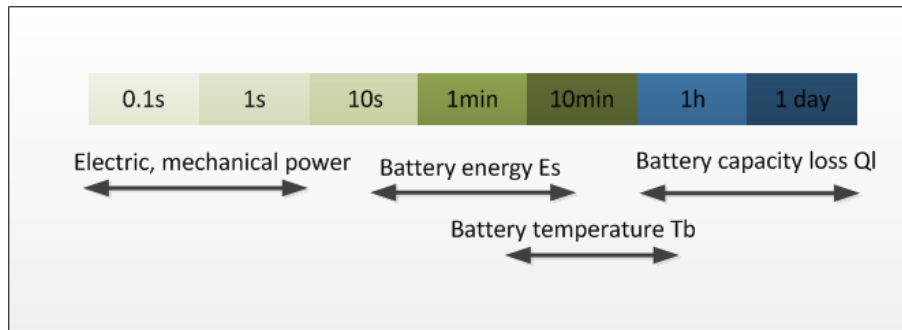 0.1s 1s 10s 1min 10min 1h 1 day
Electric, mechanical power
Battery energy Es
Battery capacity loss Ql
Battery temperature Tb